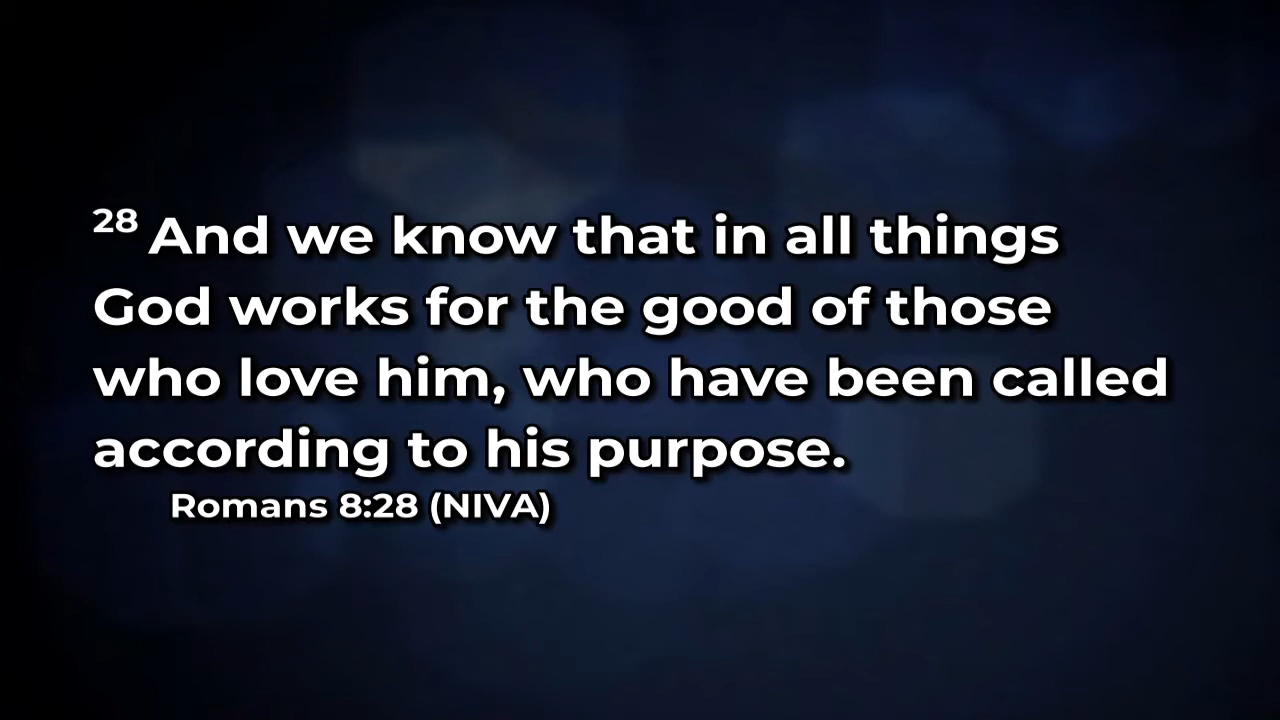 28 And we know that in all things
God works for the good of those
who love him, who have been called
according to his purpose.
Romans 8:28 (NIVA)